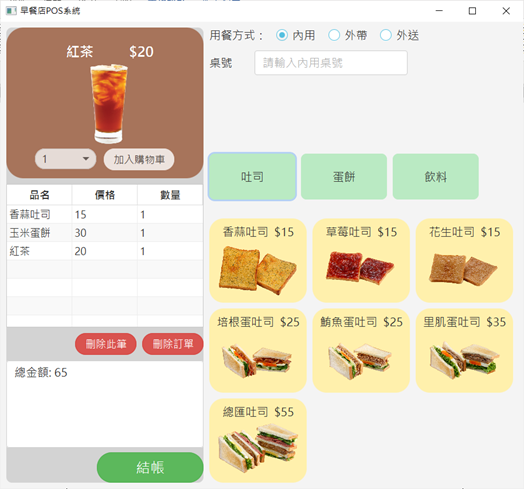 早餐店POS系統
紅茶 $20
1 加入購物車
品名 價格 數量
香蒜吐司 15 1
玉米蛋餅 30 1
紅茶 20 1
刪除此筆 刪除訂單
總金額: 65
結帳
用餐方式： 內用 外帶 外送
桌號 請輸入內用桌號
吐司 蛋餅 飲料
香蒜吐司 $15 草莓吐司 $15 花生吐司 $15
培根蛋吐司 $25 鮪魚蛋吐司 $25 里肌蛋吐司 $35
總匯吐司 $55